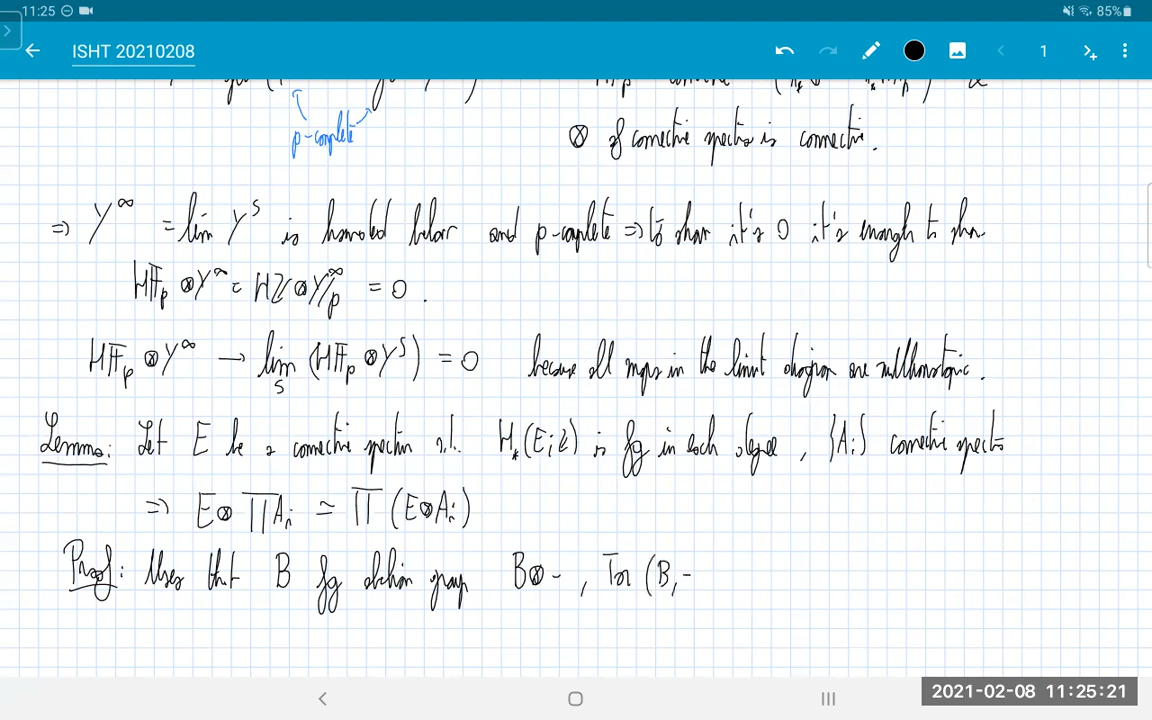 11:25
85%
ISHT 20210208
1
p-complete
⊗ of connective spectra is connective.
⇒ Y^∞ = lim Y^s is bounded below and p-complete ⇒ to show it's 0 it's enough to show
HF_p ⊗ Y^∞ = HZ ⊗ Y^∞/p = 0.
HF_p ⊗ Y^∞ → lim_s (HF_p ⊗ Y^s) = 0 because all maps in the limit diagram are nullhomotopic.
Lemma: Let E be a connective spectrum s.t. H_*(E;Z) is fg in each degree, {A_i} connective spectra
⇒ E ⊗ ∏A_i ≃ ∏(E ⊗ A_i)
Proof: Uses that B fg abelian group B⊗-, Tor(B,-
2021-02-08 11:25:21